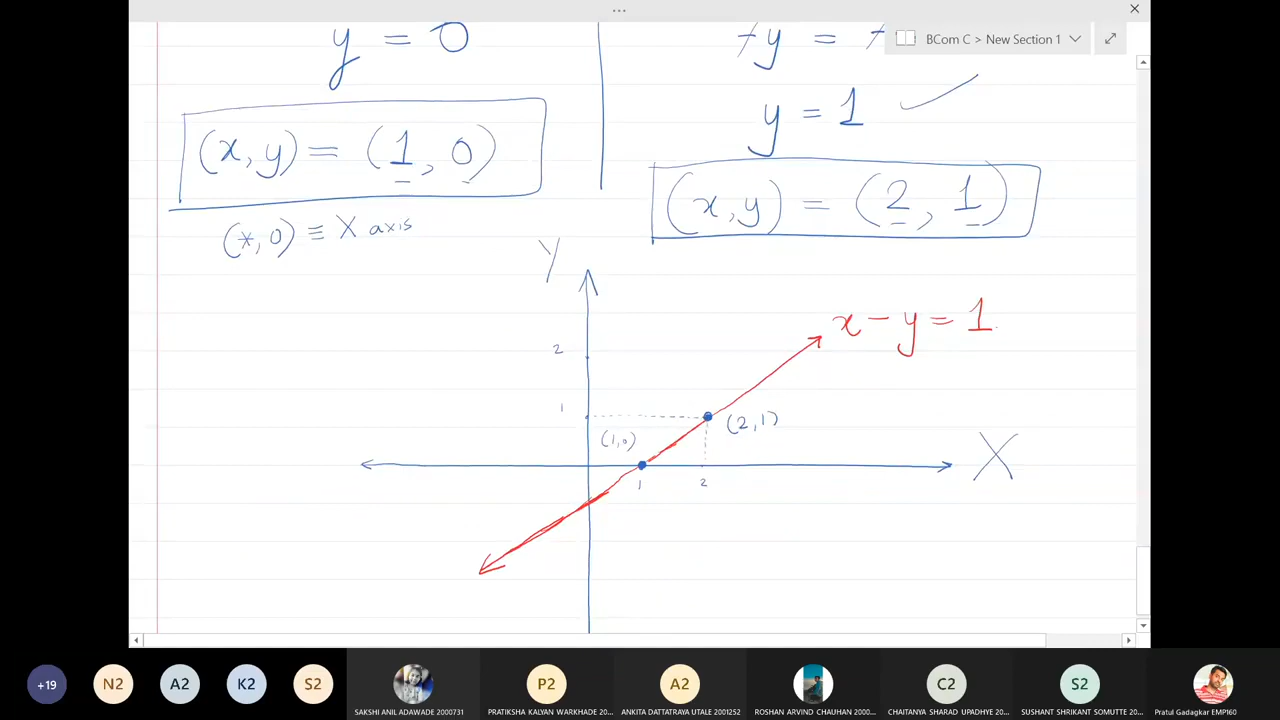 BCom C > New Section 1
y = 0
y = 1
(x, y) = (1, 0)
(x, y) = (2, 1)
(x, 0) ≡ X axis
Y
x - y = 1
2
1
(2, 1)
(1, 0)
X
1
2
+19
N2
A2
K2
S2
P2
A2
C2
S2
SAKSHI ANIL ADAWADE 2000731
PRATIKSHA KALYAN WARKHADE 20...
ANKITA DATTATRAYA UTALE 2001252
ROSHAN ARVIND CHAUHAN 2000...
CHAITANYA SHARAD UPADHYE 20...
SUSHANT SHRIKANT SOMUTTE 20...
Pratul Gadagkar EMP160